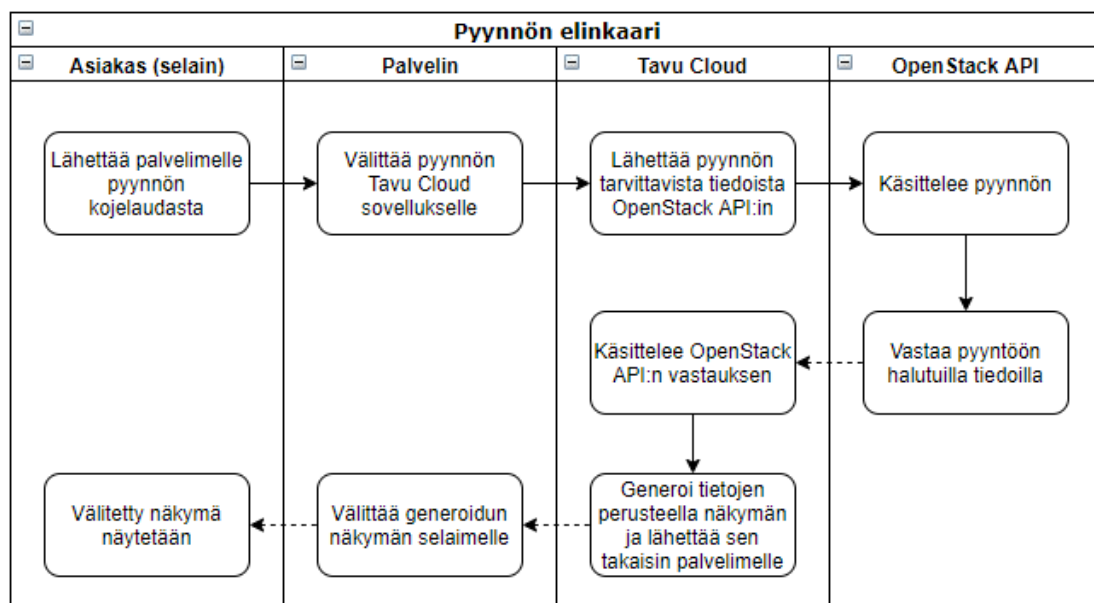 Pyynnön elinkaari
Asiakas (selain)
Palvelin
Tavu Cloud
OpenStack API
Lähettää palvelimelle
pyynnön
kojelaudasta
Välittää pyynnön
Tavu Cloud
sovellukselle
Lähettää pyynnön
tarvittavista tiedoista
OpenStack API:in
Käsittelee pyynnön
Käsittelee OpenStack
API:n vastauksen
Vastaa pyyntöön
halutuilla tiedoilla
Välitetty näkymä
näytetään
Välittää generoidun
näkymän selaimelle
Generoi tietojen
perusteella näkymän
ja lähettää sen
takaisin palvelimelle